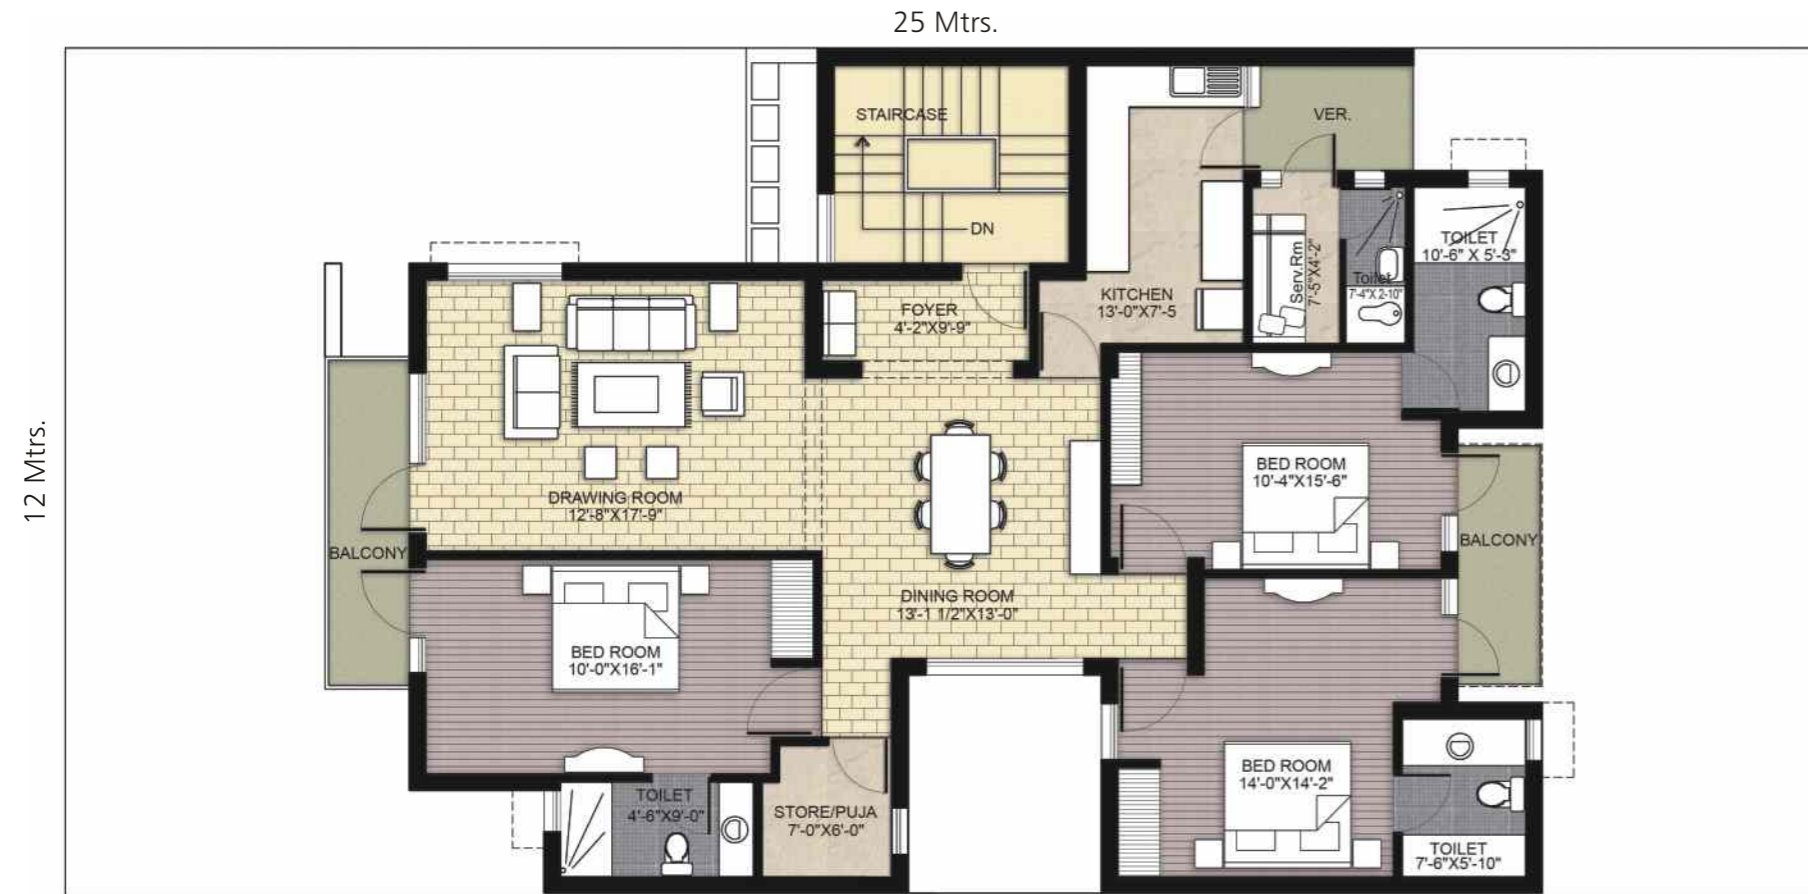 25 Mtrs.
12 Mtrs.
STAIRCASE
DN
VER.
TOILET
10'-6" X 5'-3"
Serv.Rm
7'-5"X4'-2"
Toilet
7'-4"X 2-10"
KITCHEN
13'-0"X7'-5
FOYER
4'-2"X9'-9"
DRAWING ROOM
12'-8"X17'-9"
BALCONY
BED ROOM
10'-4"X15'-6"
BALCONY
DINING ROOM
13'-1 1/2"X13'-0"
BED ROOM
10'-0"X16'-1"
BED ROOM
14'-0"X14'-2"
TOILET
4'-6"X9'-0"
STORE/PUJA
7'-0"X6'-0"
TOILET
7'-6"X5'-10"